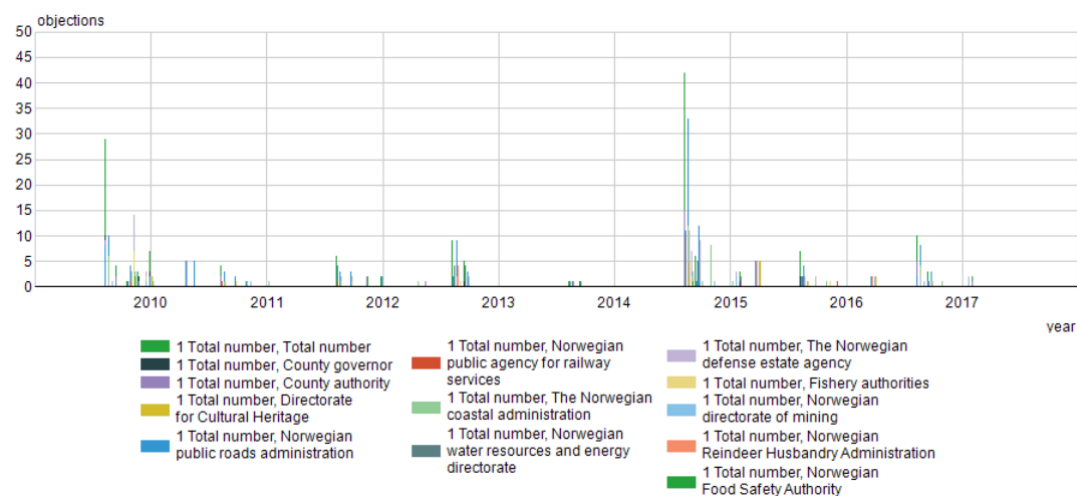 objections
50
45
40
35
30
25
20
15
10
5
0
2010 2011 2012 2013 2014 2015 2016 2017
year
1 Total number, Total number
1 Total number, County governor
1 Total number, County authority
1 Total number, Directorate
for Cultural Heritage
1 Total number, Norwegian
public roads administration
1 Total number, Norwegian
public agency for railway
services
1 Total number, The Norwegian
coastal administration
1 Total number, Norwegian
water resources and energy
directorate
1 Total number, The Norwegian
defense estate agency
1 Total number, Fishery authorities
1 Total number, Norwegian
directorate of mining
1 Total number, Norwegian
Reindeer Husbandry Administration
1 Total number, Norwegian
Food Safety Authority